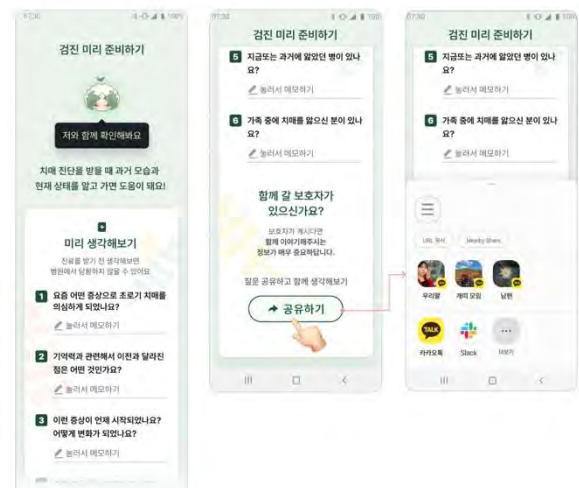 07:30
100%
검진 미리 준비하기
저와 함께 확인해봐요
치매 진단을 받을 때 과거 모습과
현재 상태를 알고 가면 도움이 돼요!
미리 생각해보기
진료를 받기 전 생각해보면
병원에서 당황하지 않을 수 있어요
1 요즘 어떤 증상으로 초로기 치매를
의심하게 되었나요?
눌러서 메모하기
2 기억력과 관련해서 이전과 달라진
점은 어떤 것인가요?
눌러서 메모하기
3 이런 증상이 언제 시작되었나요?
어떻게 변화가 되었나요?
눌러서 메모하기
07:30
100%
검진 미리 준비하기
5 지금또는 과거에 앓았던 병이 있나
요?
눌러서 메모하기
6 가족 중에 치매를 앓으신 분이 있나
요?
눌러서 메모하기
함께 갈 보호자가
있으신가요?
보호자가 계시다면
함께 이야기해주시는
정보가 매우 중요하답니다.
질문 공유하고 함께 생각해보기
공유하기
07:30
100%
검진 미리 준비하기
5 지금또는 과거에 앓았던 병이 있나
요?
눌러서 메모하기
6 가족 중에 치매를 앓으신 분이 있나
요?
눌러서 메모하기
URL 복사 Nearby Share
우리딸 개미 모임 남편
TALK
카카오톡 Slack 더보기